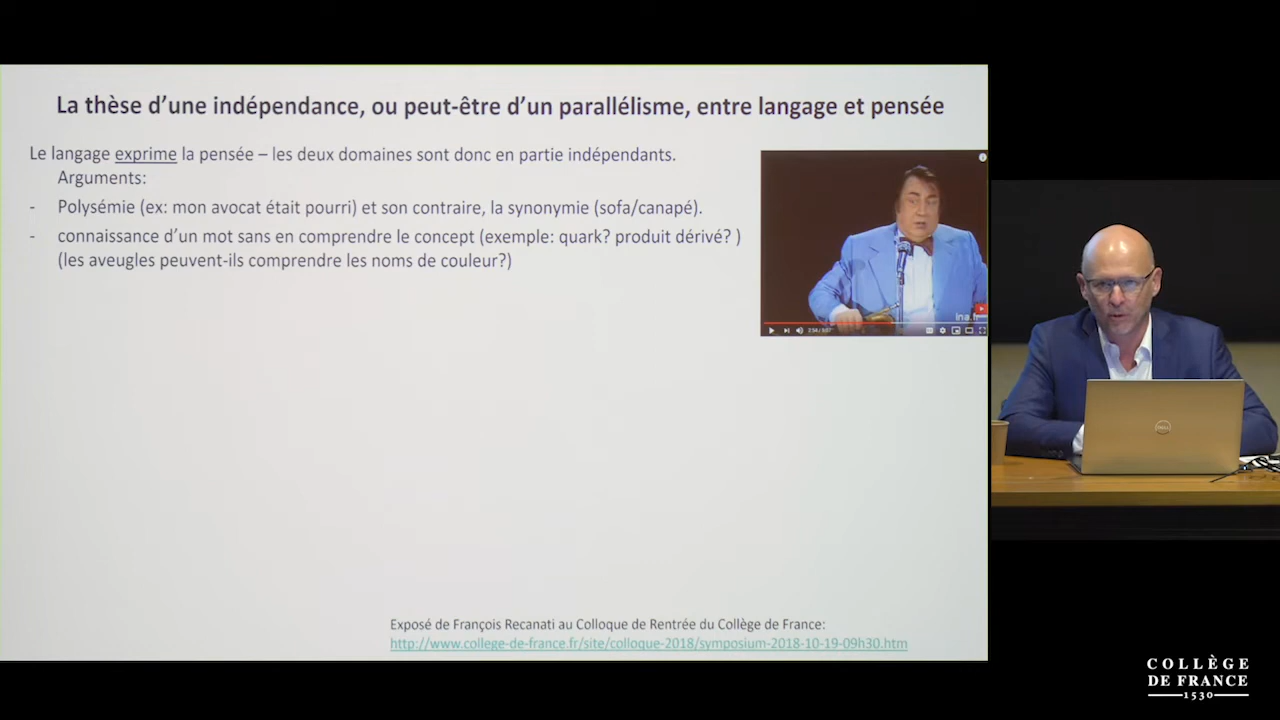 La thèse d'une indépendance, ou peut-être d'un parallélisme, entre langage et pensée
Le langage exprime la pensée – les deux domaines sont donc en partie indépendants.
Arguments:
- Polysémie (ex: mon avocat était pourri) et son contraire, la synonymie (sofa/canapé).
- connaissance d'un mot sans en comprendre le concept (exemple: quark? produit dérivé? )
(les aveugles peuvent-ils comprendre les noms de couleur?)
ina.fr
Exposé de François Recanati au Colloque de Rentrée du Collège de France:
http://www.college-de-france.fr/site/colloque-2018/symposium-2018-10-19-09h30.htm
DELL
COLLÈGE
DE FRANCE
1530